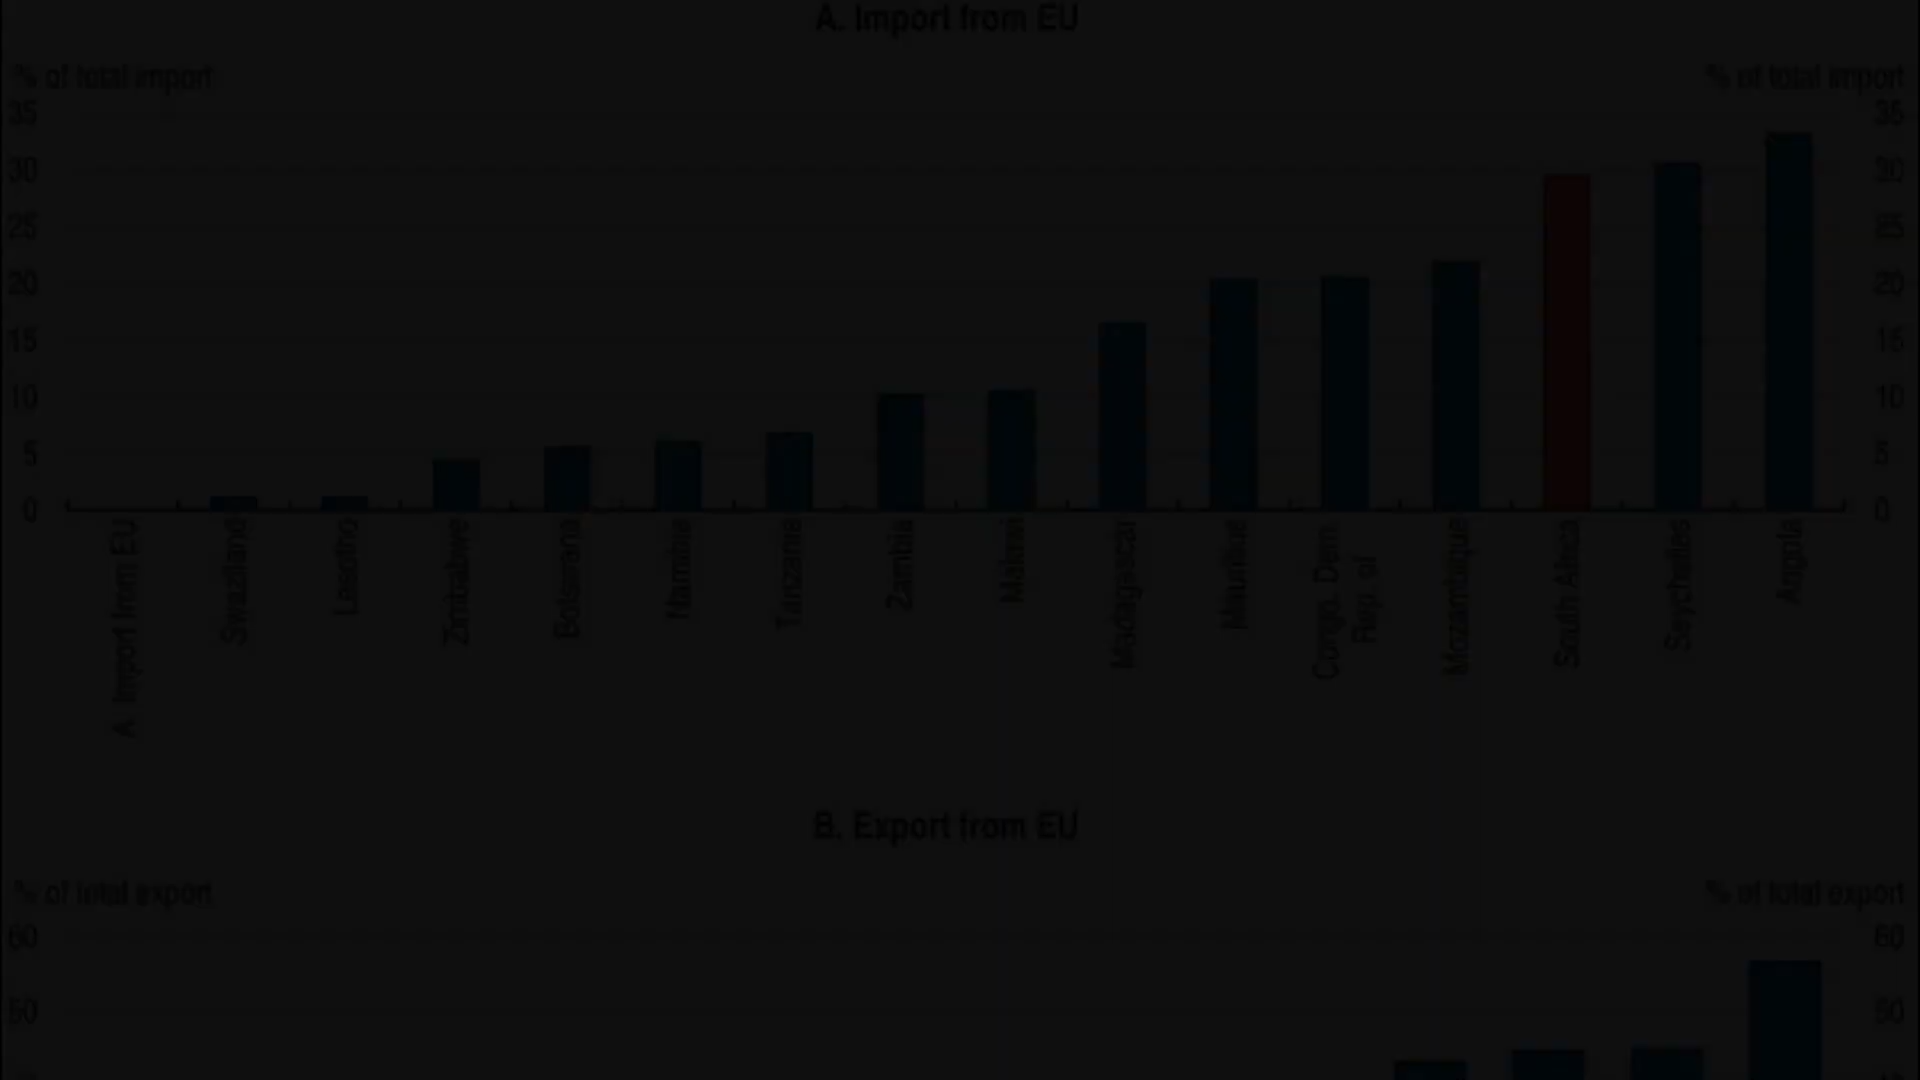 A. Import from EU
% of total import % of total import
35 35
30 30
25 25
20 20
15 15
10 10
5 5
0 0
A. Import from EU
Swaziland
Lesotho
Zimbabwe
Botswana
Namibia
Tanzania
Zambia
Malawi
Madagascar
Mauritius
Congo, Dem.
Rep. of
Mozambique
South Africa
Seychelles
Angola
B. Export from EU
% of total export % of total export
60 60
50 50